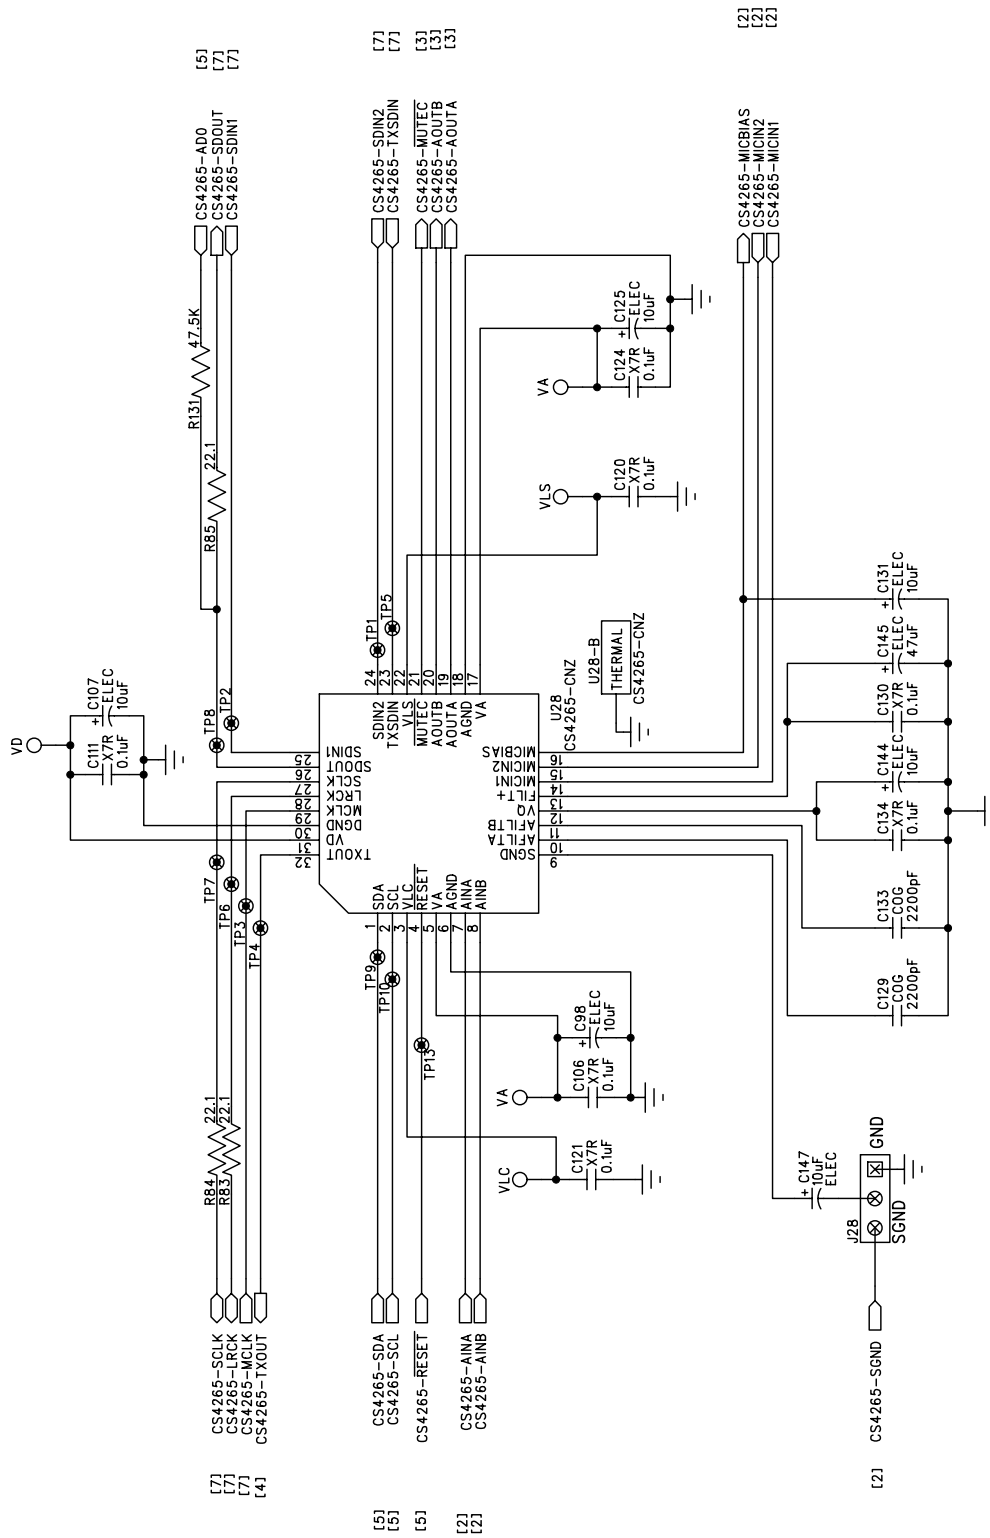 CS4265-SCLK [7]
CS4265-LRCK [7]
CS4265-MCLK [7]
CS4265-TXOUT [4]
R84 22.1
R83 22.1
TP7
TP6
TP3
TP4
VD
C111
X7R
0.1uF
+ C107
ELEC
10uF
TP8
TP2
R85 22.1
R131 47.5K
CS4265-ADO [5]
CS4265-SDOUT [7]
CS4265-SDIN1 [7]
32 TXOUT
31 VD
30 DGND
29 MCLK
28 LRCK
27 SCLK
26 SDOUT
25 SDIN1
CS4265-SDA [5]
CS4265-SCL [5]
CS4265-RESET [5]
CS4265-AINA [2]
CS4265-AINB [2]
TP9
TP10
TP13
1 SDA
2 SCL
3 VLC
4 RESET
5 VA
6 AGND
7 AINA
8 AINB
SDIN2 24
TXSDIN 23
VLS 22
MUTEC 21
AOUTB 20
AOUTA 19
AGND 18
VA 17
TP1
TP5
CS4265-SDIN2 [7]
CS4265-TXSDIN [7]
CS4265-MUTEC [3]
CS4265-AOUTB [3]
CS4265-AOUTA [3]
VLC
C121
X7R
0.1uF
VA
C106
X7R
0.1uF
+ C98
ELEC
10uF
U28
CS4265-CNZ
U28-B
THERMAL
CS4265-CNZ
VLS
C120
X7R
0.1uF
VA
C124
X7R
0.1uF
+ C125
ELEC
10uF
SGND 9
AFILTA 10
AFILTB 11
VQ 12
FILT+ 13
MICIN1 14
MICIN2 15
MICBIAS 16
CS4265-MICBIAS [2]
CS4265-MICIN2 [2]
CS4265-MICIN1 [2]
+ C147
10uF
ELEC
J28
GND
SGND
CS4265-SGND [2]
C129
COG
2200pF
C133
COG
2200pF
C134
X7R
0.1uF
+ C144
ELEC
10uF
C130
X7R
0.1uF
+ C145
ELEC
47uF
+ C131
ELEC
10uF